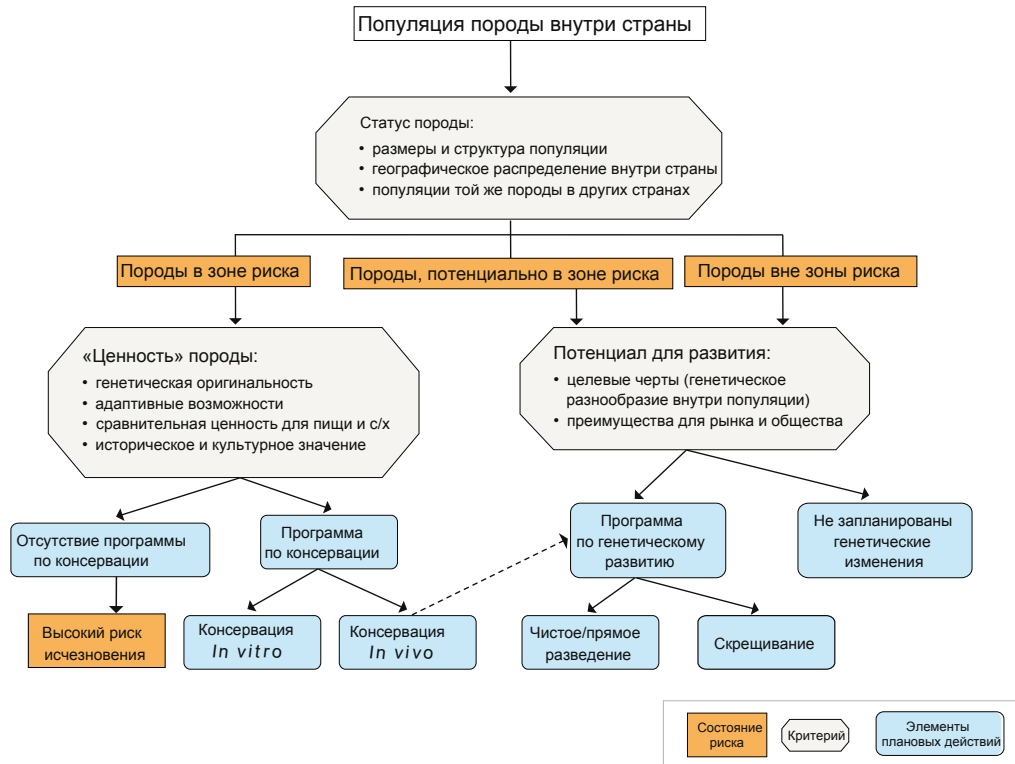 Популяция породы внутри страны
Статус породы:
• размеры и структура популяции
• географическое распределение внутри страны
• популяции той же породы в других странах
Породы в зоне риска
Породы, потенциально в зоне риска
Породы вне зоны риска
«Ценность» породы:
• генетическая оригинальность
• адаптивные возможности
• сравнительная ценность для пищи и с/х
• историческое и культурное значение
Потенциал для развития:
• целевые черты (генетическое
разнообразие внутри популяции)
• преимущества для рынка и общества
Отсутствие программы
по консервации
Программа
по консервации
Программа
по генетическому
развитию
Не запланированы
генетические
изменения
Высокий риск
исчезновения
Консервация
In vitro
Консервация
In vivo
Чистое/прямое
разведение
Скрещивание
Состояние
риска
Критерий
Элементы
плановых действий